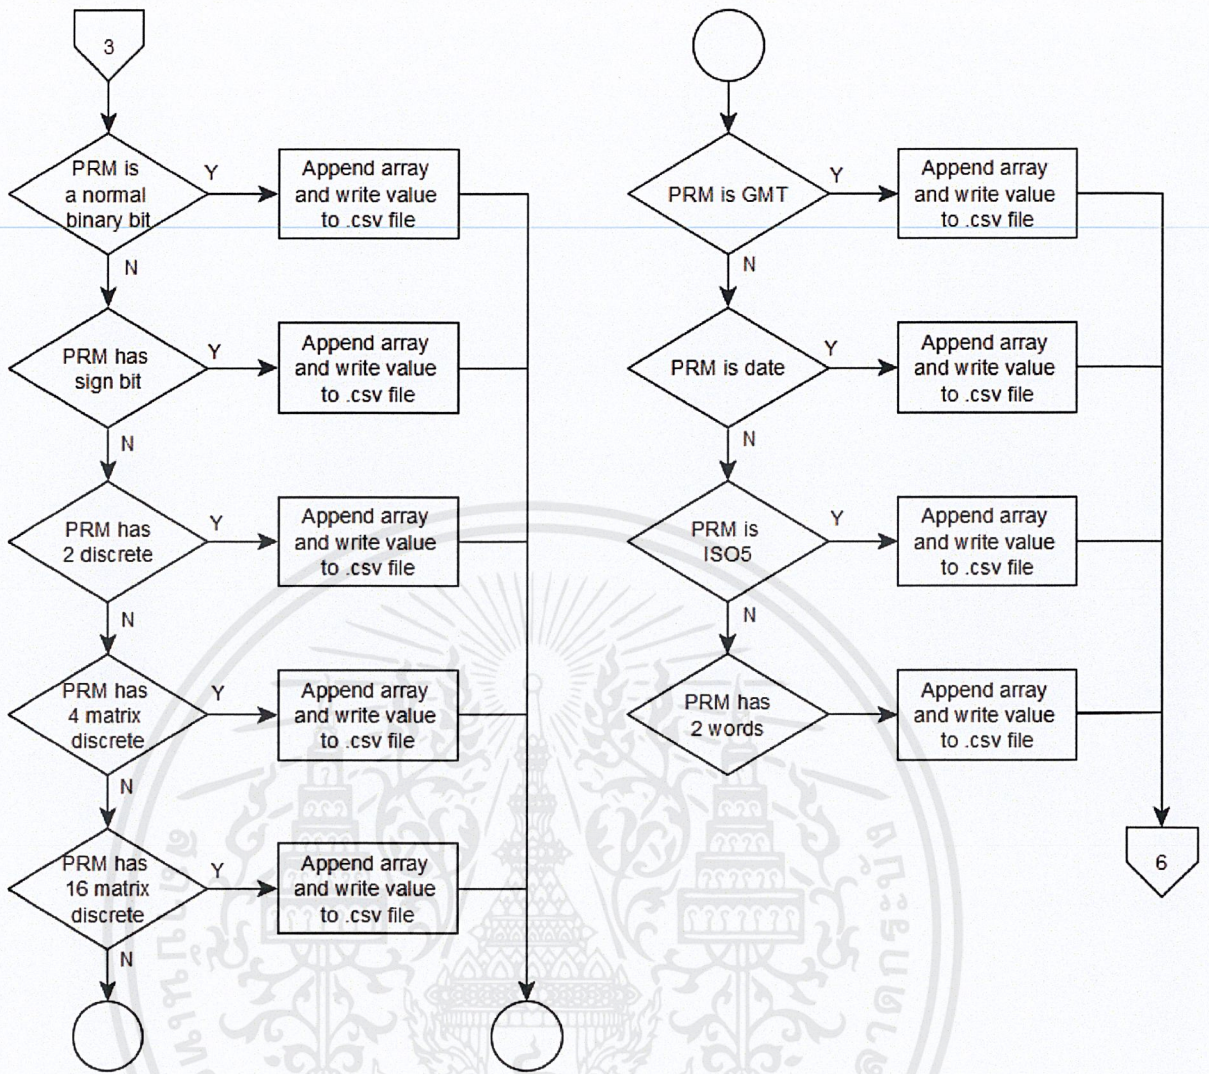 3
PRM is
a normal
binary bit
Y
Append array
and write value
to .csv file
N
PRM has
sign bit
Y
Append array
and write value
to .csv file
N
PRM has
2 discrete
Y
Append array
and write value
to .csv file
N
PRM has
4 matrix
discrete
Y
Append array
and write value
to .csv file
N
PRM has
16 matrix
discrete
Y
Append array
and write value
to .csv file
N
PRM is GMT
Y
Append array
and write value
to .csv file
N
PRM is date
Y
Append array
and write value
to .csv file
N
PRM is
ISO5
Y
Append array
and write value
to .csv file
N
PRM has
2 words
Append array
and write value
to .csv file
6